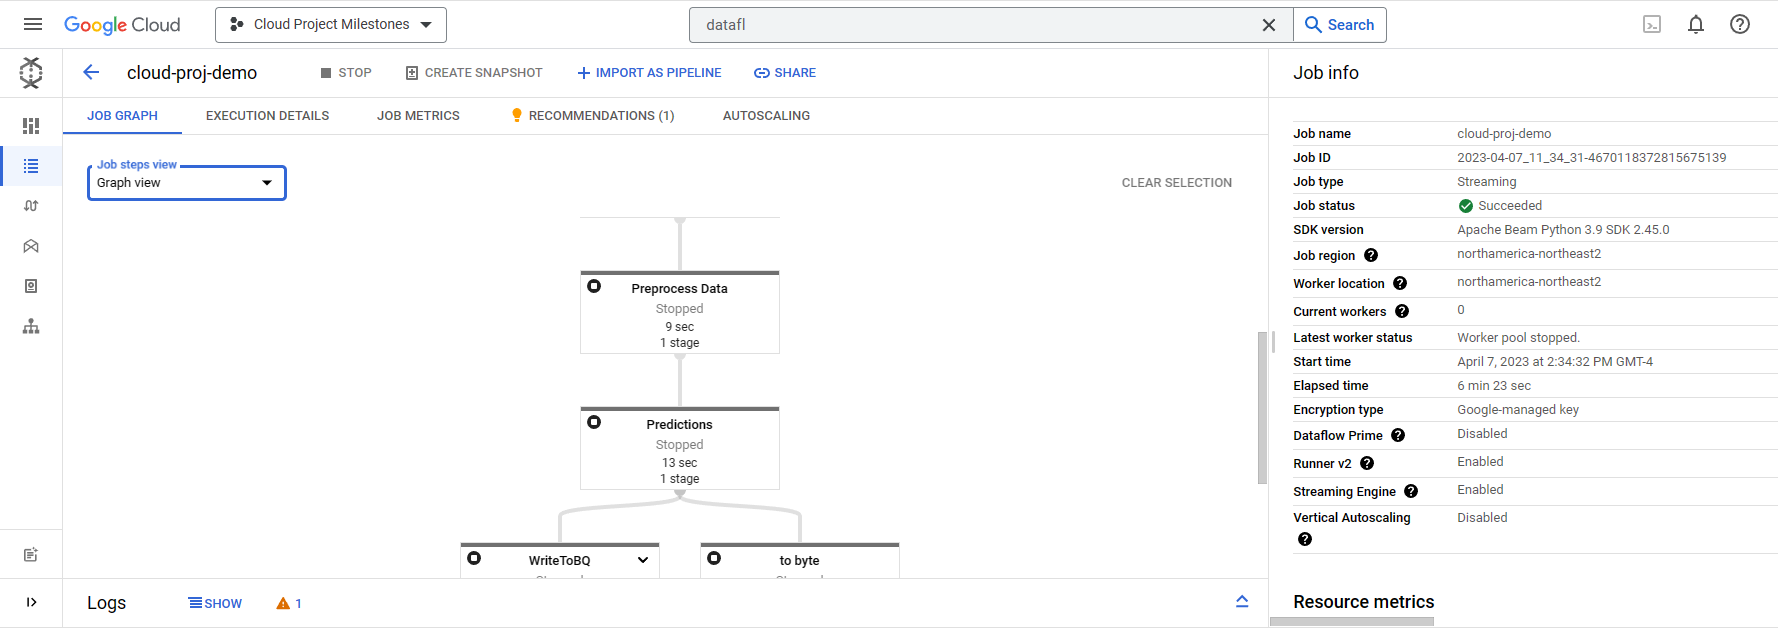 Google Cloud
Cloud Project Milestones
datafl
Search
cloud-proj-demo
STOP
CREATE SNAPSHOT
IMPORT AS PIPELINE
SHARE
JOB GRAPH
EXECUTION DETAILS
JOB METRICS
RECOMMENDATIONS (1)
AUTOSCALING
Job steps view
Graph view
CLEAR SELECTION
Preprocess Data
Stopped
9 sec
1 stage
Predictions
Stopped
13 sec
1 stage
WriteToBQ
to byte
Logs
SHOW
1
Job info
Job name cloud-proj-demo
Job ID 2023-04-07_11_34_31-4670118372815675139
Job type Streaming
Job status Succeeded
SDK version Apache Beam Python 3.9 SDK 2.45.0
Job region northamerica-northeast2
Worker location northamerica-northeast2
Current workers 0
Latest worker status Worker pool stopped.
Start time April 7, 2023 at 2:34:32 PM GMT-4
Elapsed time 6 min 23 sec
Encryption type Google-managed key
Dataflow Prime Disabled
Runner v2 Enabled
Streaming Engine Enabled
Vertical Autoscaling Disabled
Resource metrics